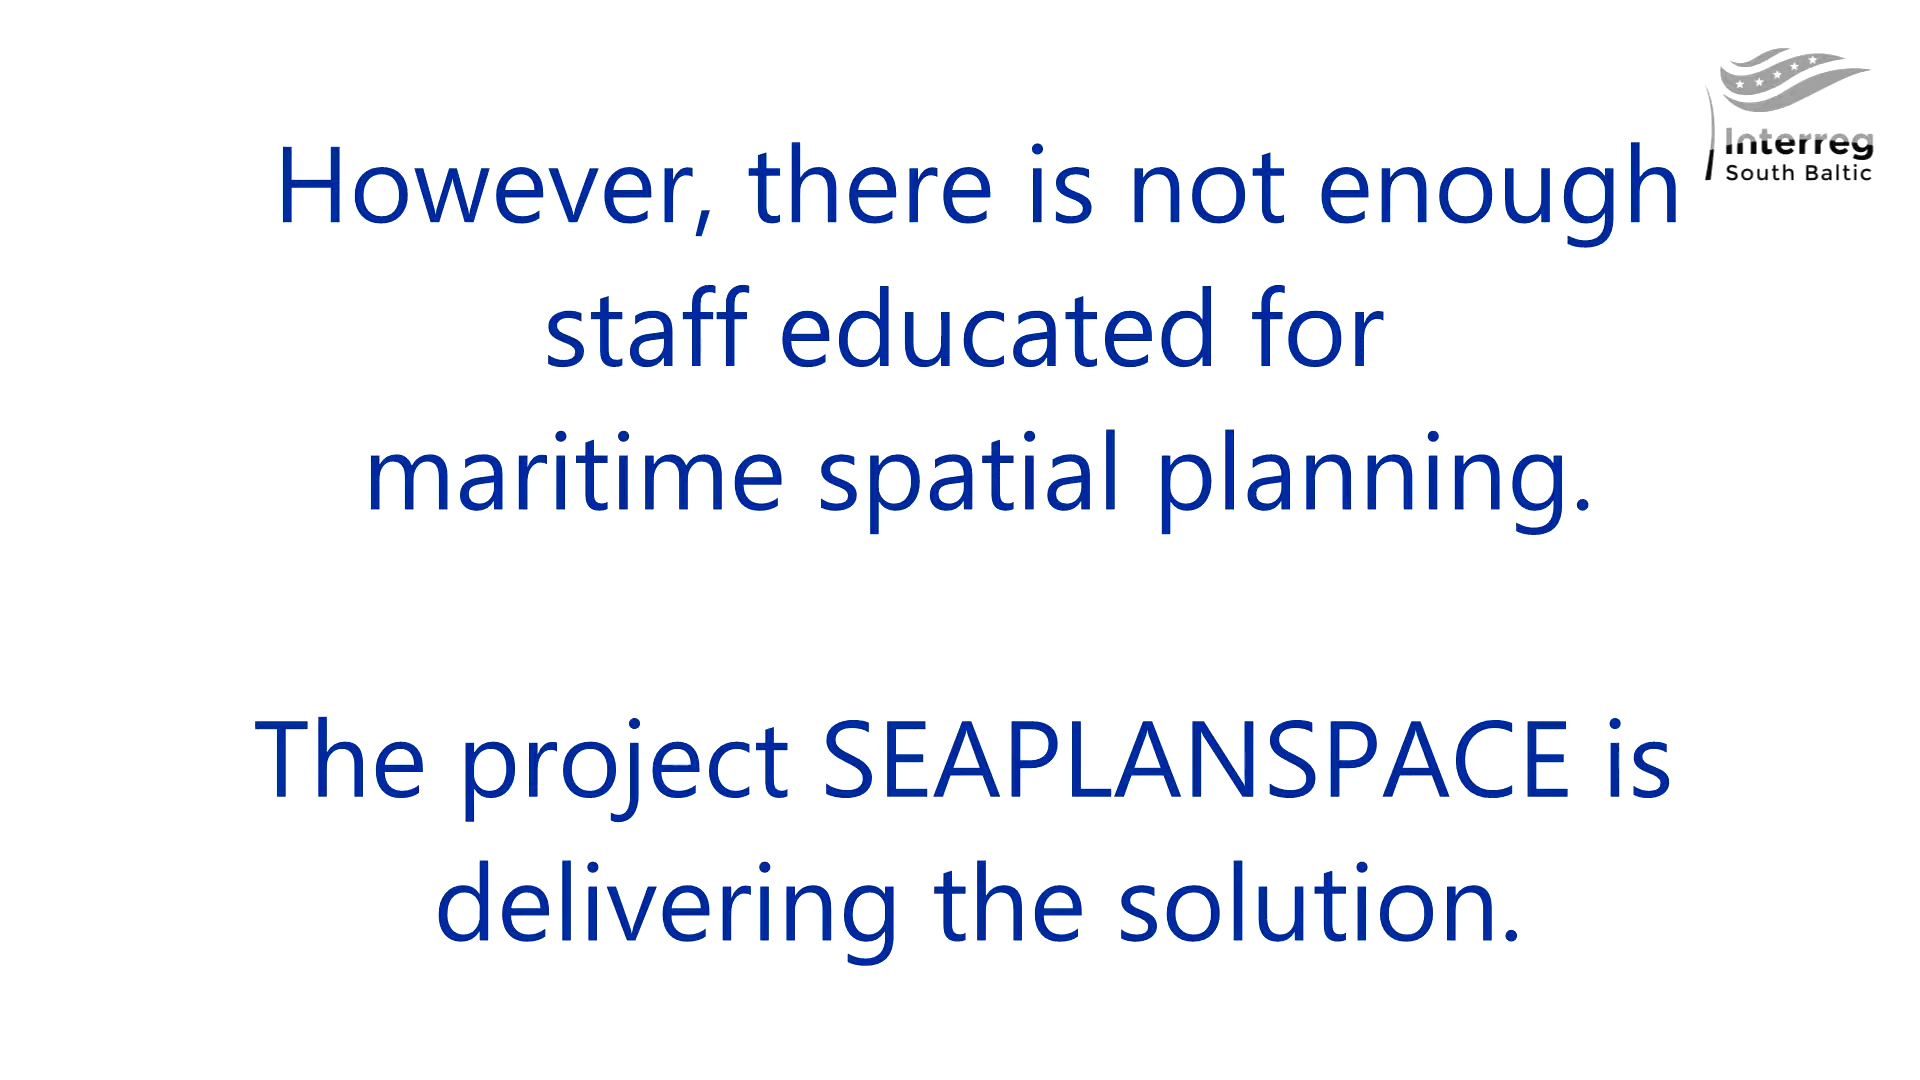 Interreg
South Baltic
However, there is not enough
staff educated for
maritime spatial planning.
The project SEAPLANSPACE is
delivering the solution.